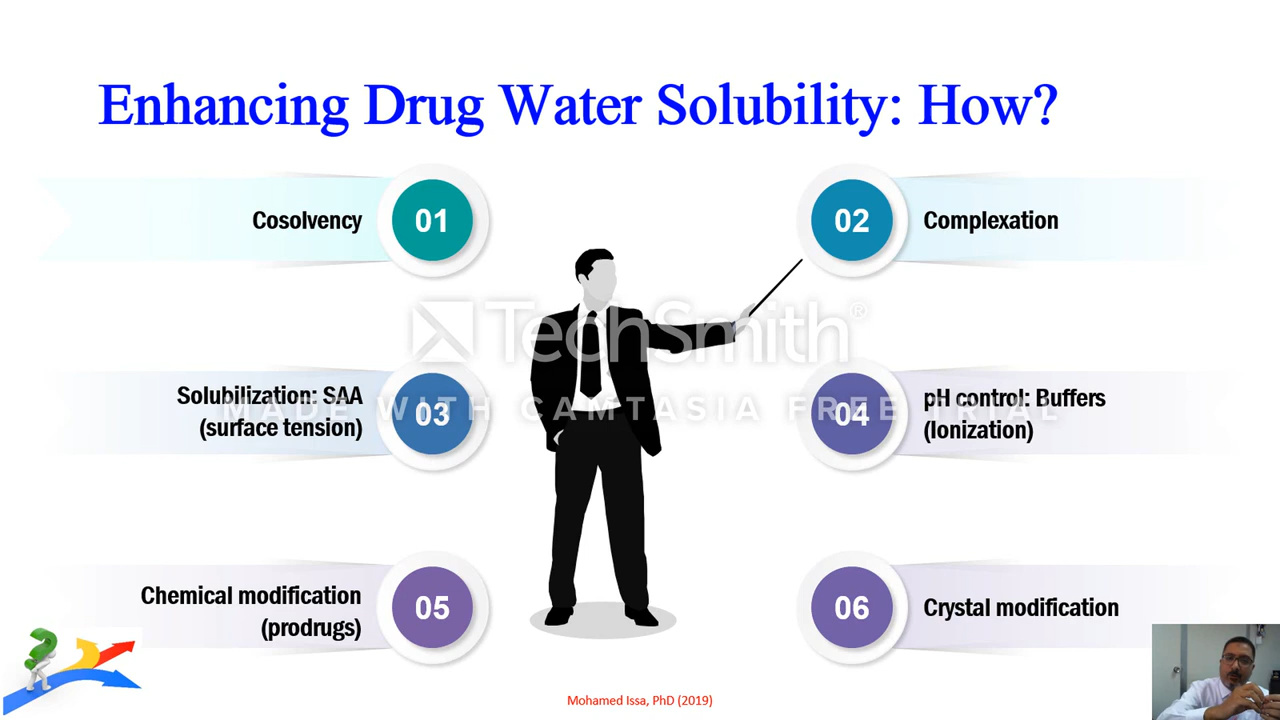 Enhancing Drug Water Solubility: How?
Cosolvency
01
02
Complexation
TechSmith®
MADE WITH CAMTASIA FREE TRIAL
Solubilization: SAA
(surface tension)
03
04
pH control: Buffers
(Ionization)
Chemical modification
(prodrugs)
05
06
Crystal modification
Mohamed Issa, PhD (2019)